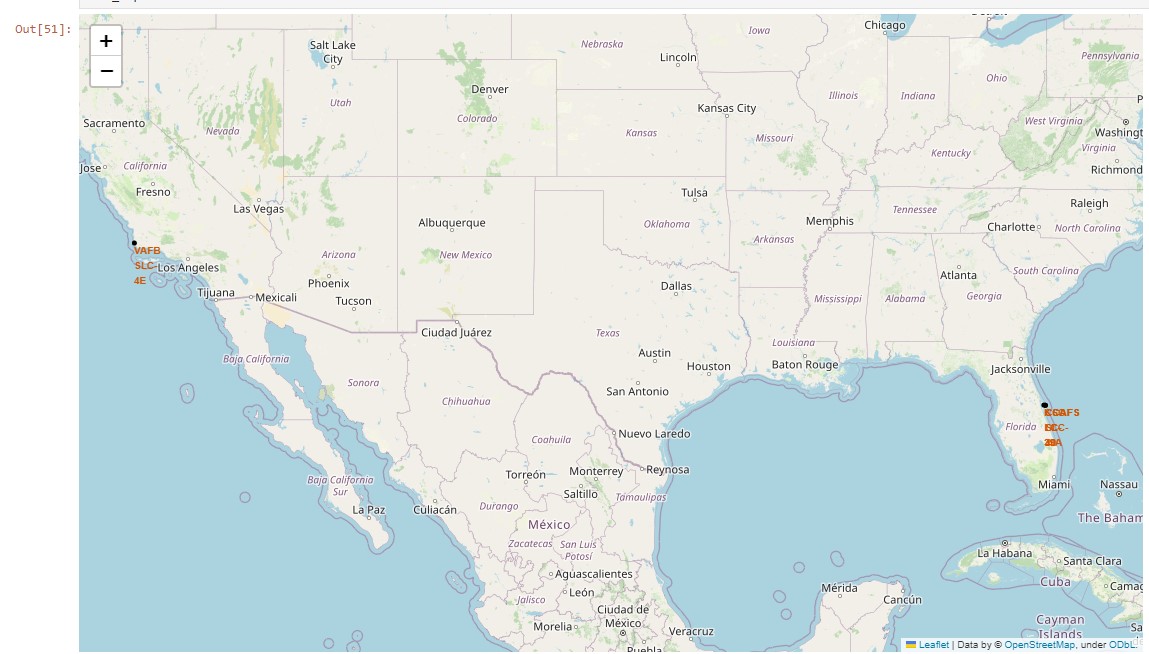 Out[51]:
+
−
Salt Lake
City
Nebraska
Iowa
Chicago
Lincoln
Pennsylvania
Denver
Utah
Colorado
Illinois
Indiana
Ohio
Sacramento
Nevada
Kansas
Kansas City
Missouri
West Virginia
Washingt
Jose
California
Kentucky
Virginia
Richmond
Fresno
Las Vegas
Tulsa
Raleigh
Albuquerque
Oklahoma
Memphis
Tennessee
Charlotte
North Carolina
VAFB
SLC-
4E
Los Angeles
Arizona
New Mexico
Arkansas
Atlanta
South Carolina
Phoenix
Tijuana
Mexicali
Tucson
Dallas
Mississippi
Alabama
Georgia
Ciudad Juárez
Texas
Louisiana
Baja California
Austin
Houston
Baton Rouge
Jacksonville
Sonora
San Antonio
Chihuahua
Florida
Coahuila
Nuevo Laredo
Baja California
Sur
Torreón
Monterrey
Reynosa
Saltillo
Tamaulipas
Miami
Nassau
La Paz
Culiacán
Durango
México
The Baham
Zacatecas
San Luis
Potosí
La Habana
Santa Clara
Aguascalientes
Cuba
Camag
León
Jalisco
Mérida
Cancún
Ciudad de
México
Morelia
Veracruz
Puebla
Cayman
Islands
Sa
Leaflet | Data by © OpenStreetMap, under ODbL.